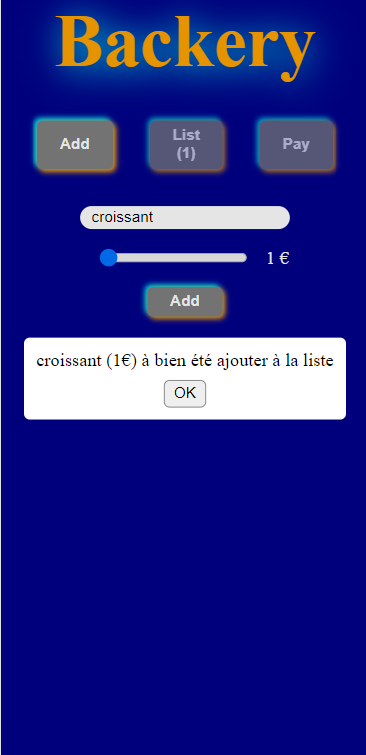 Backery
Add
List
(1)
Pay
croissant
1 €
Add
croissant (1€) à bien été ajouter à la liste
OK